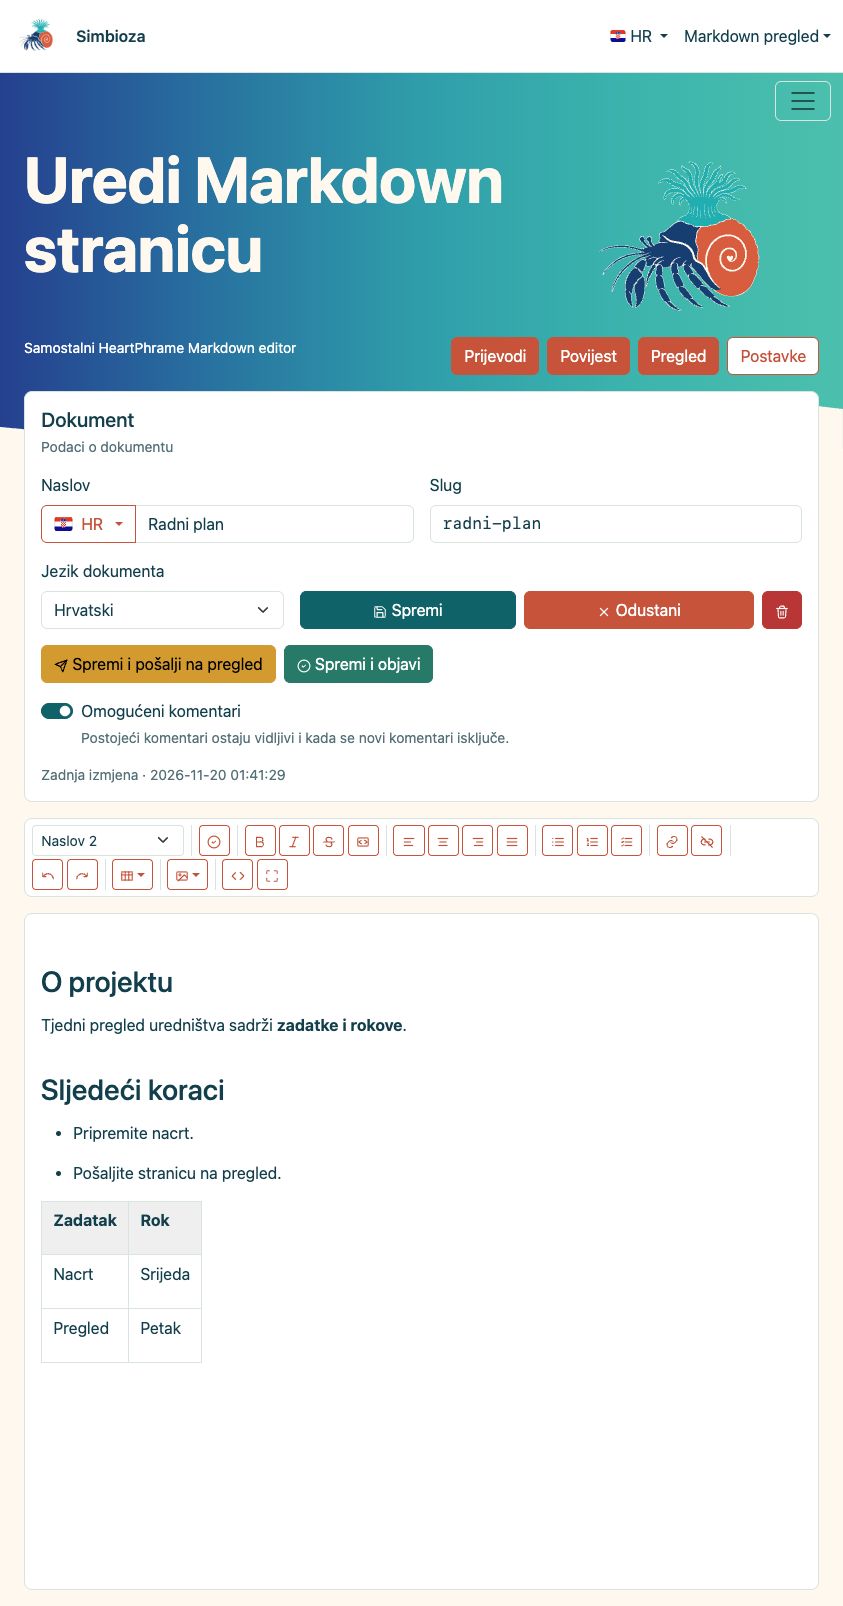 Simbioza
HR
Markdown pregled
Uredi Markdown
stranicu
Samostalni HeartPhrame Markdown editor
Prijevodi
Povijest
Pregled
Postavke
Dokument
Podaci o dokumentu
Naslov
Slug
HR
Radni plan
radni-plan
Jezik dokumenta
Hrvatski
Spremi
Odustani
Spremi i pošalji na pregled
Spremi i objavi
Omogućeni komentari
Postojeći komentari ostaju vidljivi i kada se novi komentari isključe.
Zadnja izmjena · 2026-11-20 01:41:29
Naslov 2
O projektu
Tjedni pregled uredništva sadrži zadatke i rokove.
Sljedeći koraci
• Pripremite nacrt.
• Pošaljite stranicu na pregled.
Zadatak Rok
Nacrt Srijeda
Pregled Petak